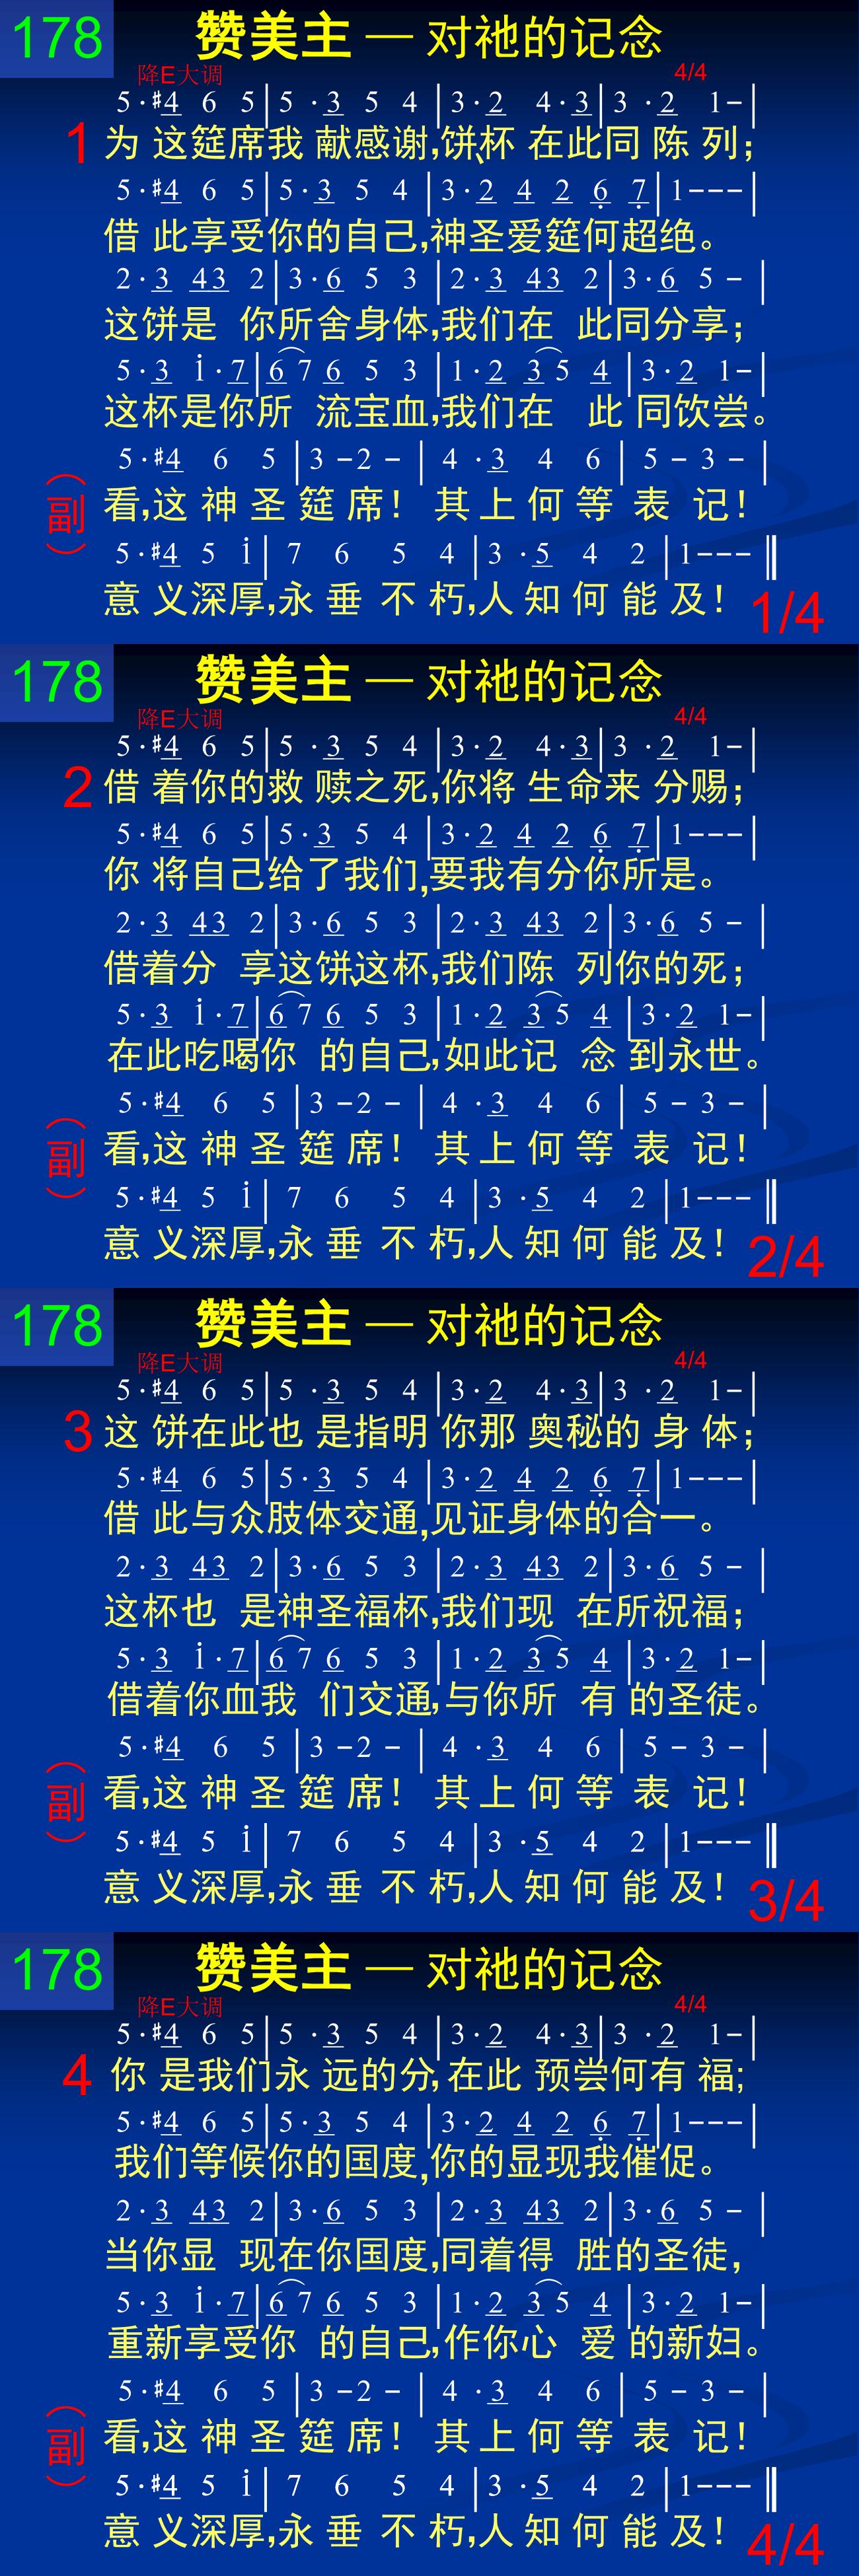 178 赞美主 — 对祂的记念
降E大调 4/4
5·#4 6 5|5·3 5 4|3·2 4·3|3·2 1-|
1 为这筵席我献感谢,饼、杯在此同陈列;
5·#4 6 5|5·3 5 4|3·2 4 2 6 7|1---|
借此享受你的自己,神圣爱筵何超绝。
2·3 43 2|3·6 5 3|2·3 43 2|3·6 5 -|
这饼是你所舍身体,我们在此同分享;
5·3 i·7|6 7 6 5 3|1·2 3 5 4|3·2 1-|
这杯是你所流宝血,我们在此同饮尝。
5·#4 6 5|3 -2 -|4·3 4 6|5 - 3 -|
(副) 看,这神圣筵席! 其上何等表记!
5·#4 5 i|7 6 5 4|3·5 4 2|1---‖
意义深厚,永垂不朽,人知何能及! 1/4
178 赞美主 — 对祂的记念
降E大调 4/4
5·#4 6 5|5·3 5 4|3·2 4·3|3·2 1-|
2 借着你的救赎之死,你将生命来分赐;
5·#4 6 5|5·3 5 4|3·2 4 2 6 7|1---|
你将自己给了我们,要我有分你所是。
2·3 43 2|3·6 5 3|2·3 43 2|3·6 5 -|
借着分享这饼、这杯,我们陈列你的死;
5·3 i·7|6 7 6 5 3|1·2 3 5 4|3·2 1-|
在此吃喝你的自己,如此记念到永世。
5·#4 6 5|3 -2 -|4·3 4 6|5 - 3 -|
(副) 看,这神圣筵席! 其上何等表记!
5·#4 5 i|7 6 5 4|3·5 4 2|1---‖
意义深厚,永垂不朽,人知何能及! 2/4
178 赞美主 — 对祂的记念
降E大调 4/4
5·#4 6 5|5·3 5 4|3·2 4·3|3·2 1-|
3 这饼在此也是指明你那奥秘的身体;
5·#4 6 5|5·3 5 4|3·2 4 2 6 7|1---|
借此与众肢体交通,见证身体的合一。
2·3 43 2|3·6 5 3|2·3 43 2|3·6 5 -|
这杯也是神圣福杯,我们现在所祝福;
5·3 i·7|6 7 6 5 3|1·2 3 5 4|3·2 1-|
借着你血我们交通,与你所有的圣徒。
5·#4 6 5|3 -2 -|4·3 4 6|5 - 3 -|
(副) 看,这神圣筵席! 其上何等表记!
5·#4 5 i|7 6 5 4|3·5 4 2|1---‖
意义深厚,永垂不朽,人知何能及! 3/4
178 赞美主 — 对祂的记念
降E大调 4/4
5·#4 6 5|5·3 5 4|3·2 4·3|3·2 1-|
4 你是我们永远的分,在此预尝何有福;
5·#4 6 5|5·3 5 4|3·2 4 2 6 7|1---|
我们等候你的国度,你的显现我催促。
2·3 43 2|3·6 5 3|2·3 43 2|3·6 5 -|
当你显现在你国度,同着得胜的圣徒,
5·3 i·7|6 7 6 5 3|1·2 3 5 4|3·2 1-|
重新享受你的自己,作你心爱的新妇。
5·#4 6 5|3 -2 -|4·3 4 6|5 - 3 -|
(副) 看,这神圣筵席! 其上何等表记!
5·#4 5 i|7 6 5 4|3·5 4 2|1---‖
意义深厚,永垂不朽,人知何能及! 4/4